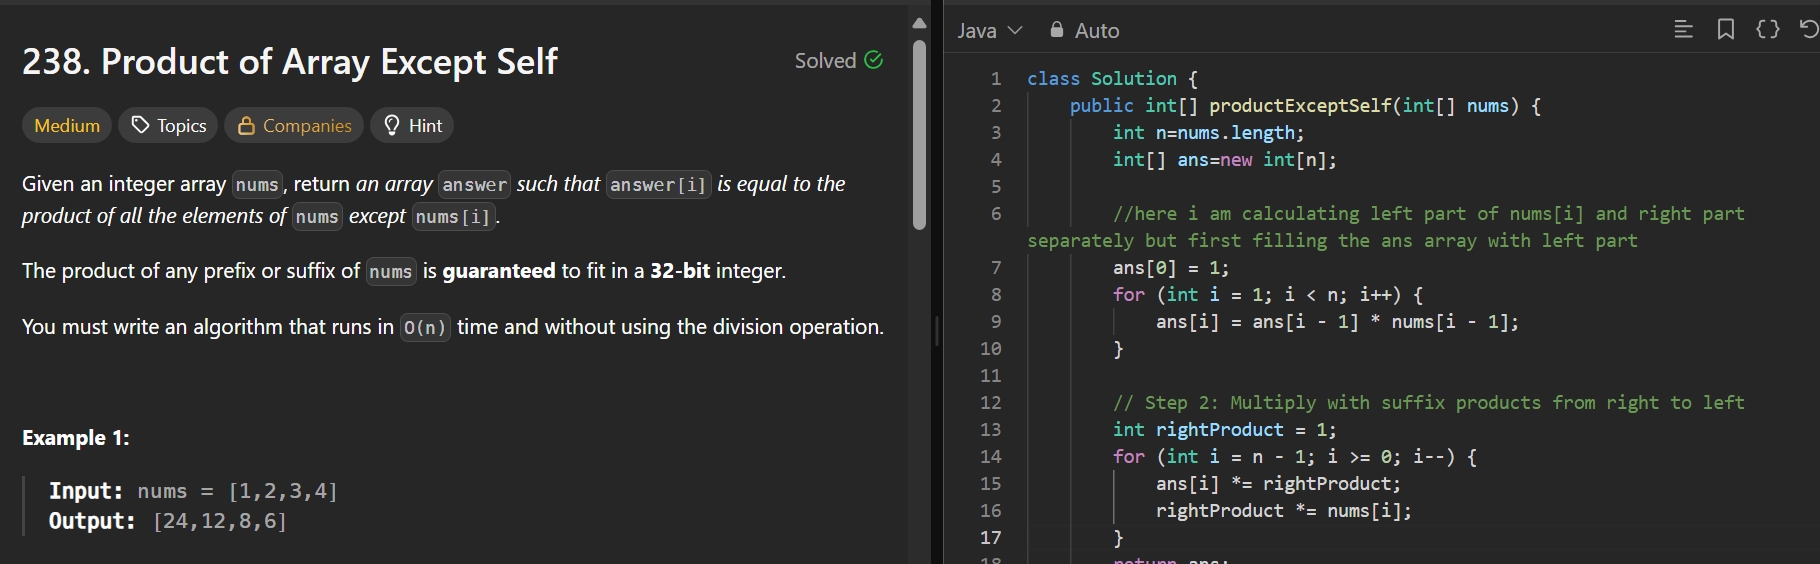 238. Product of Array Except Self
Solved
Medium
Topics
Companies
Hint
Given an integer array nums, return an array answer such that answer[i] is equal to the
product of all the elements of nums except nums[i].
The product of any prefix or suffix of nums is guaranteed to fit in a 32-bit integer.
You must write an algorithm that runs in O(n) time and without using the division operation.
Example 1:
Input: nums = [1,2,3,4]
Output: [24,12,8,6]
Java
Auto
1 class Solution {
2 public int[] productExceptSelf(int[] nums) {
3 int n=nums.length;
4 int[] ans=new int[n];
5
6 //here i am calculating left part of nums[i] and right part
separately but first filling the ans array with left part
7 ans[0] = 1;
8 for (int i = 1; i < n; i++) {
9 ans[i] = ans[i - 1] * nums[i - 1];
10 }
11
12 // Step 2: Multiply with suffix products from right to left
13 int rightProduct = 1;
14 for (int i = n - 1; i >= 0; i--) {
15 ans[i] *= rightProduct;
16 rightProduct *= nums[i];
17 }
18 return ans;